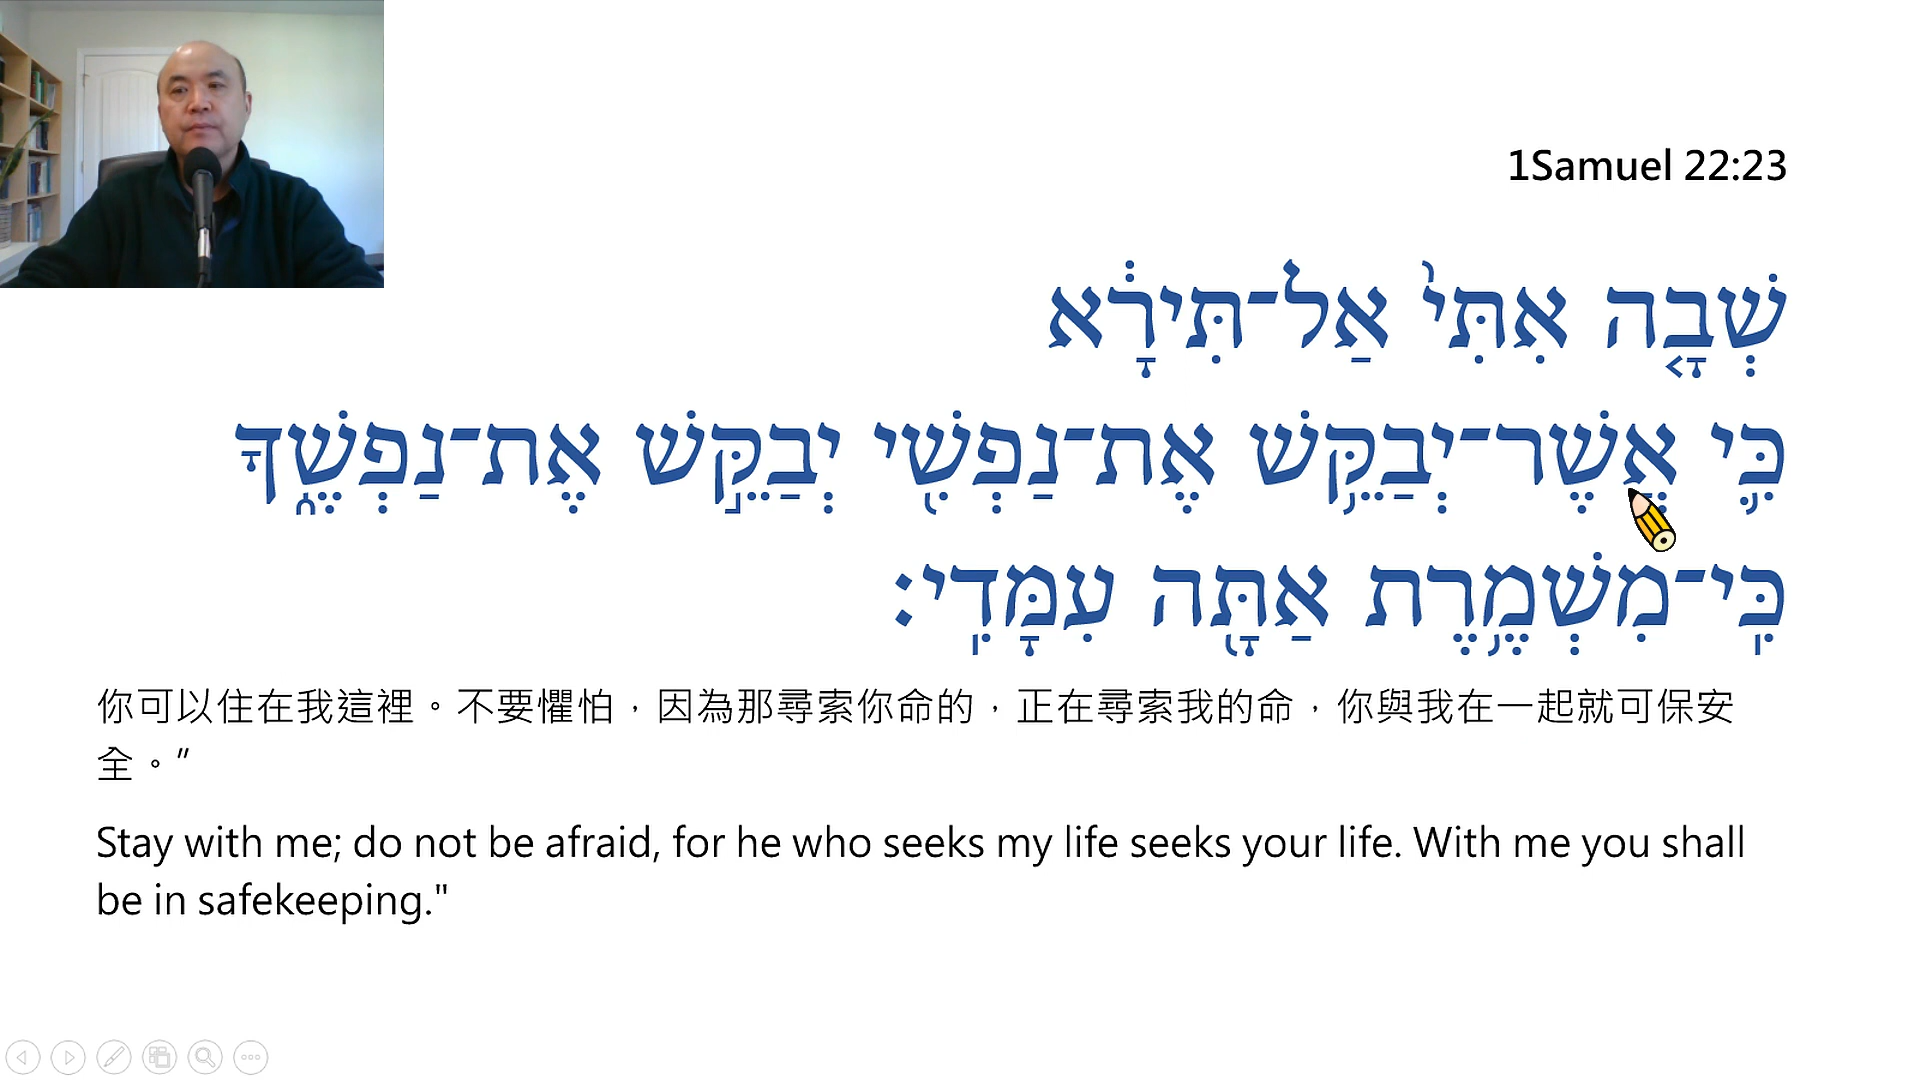 1Samuel 22:23
שְׁבָ֤ה אִתִּי֙ אַל־תִּירָ֔א
כִּ֛י אֲשֶׁר־יְבַקֵּ֥שׁ אֶת־נַפְשִׁ֖י יְבַקֵּ֣שׁ אֶת־נַפְשֶׁ֑ךָ
כִּֽי־מִשְׁמֶ֥רֶת אַתָּ֖ה עִמָּדִֽי׃
你可以住在我這裡。不要懼怕，因為那尋索你命的，正在尋索我的命，你與我在一起就可保安
全。”
Stay with me; do not be afraid, for he who seeks my life seeks your life. With me you shall
be in safekeeping."